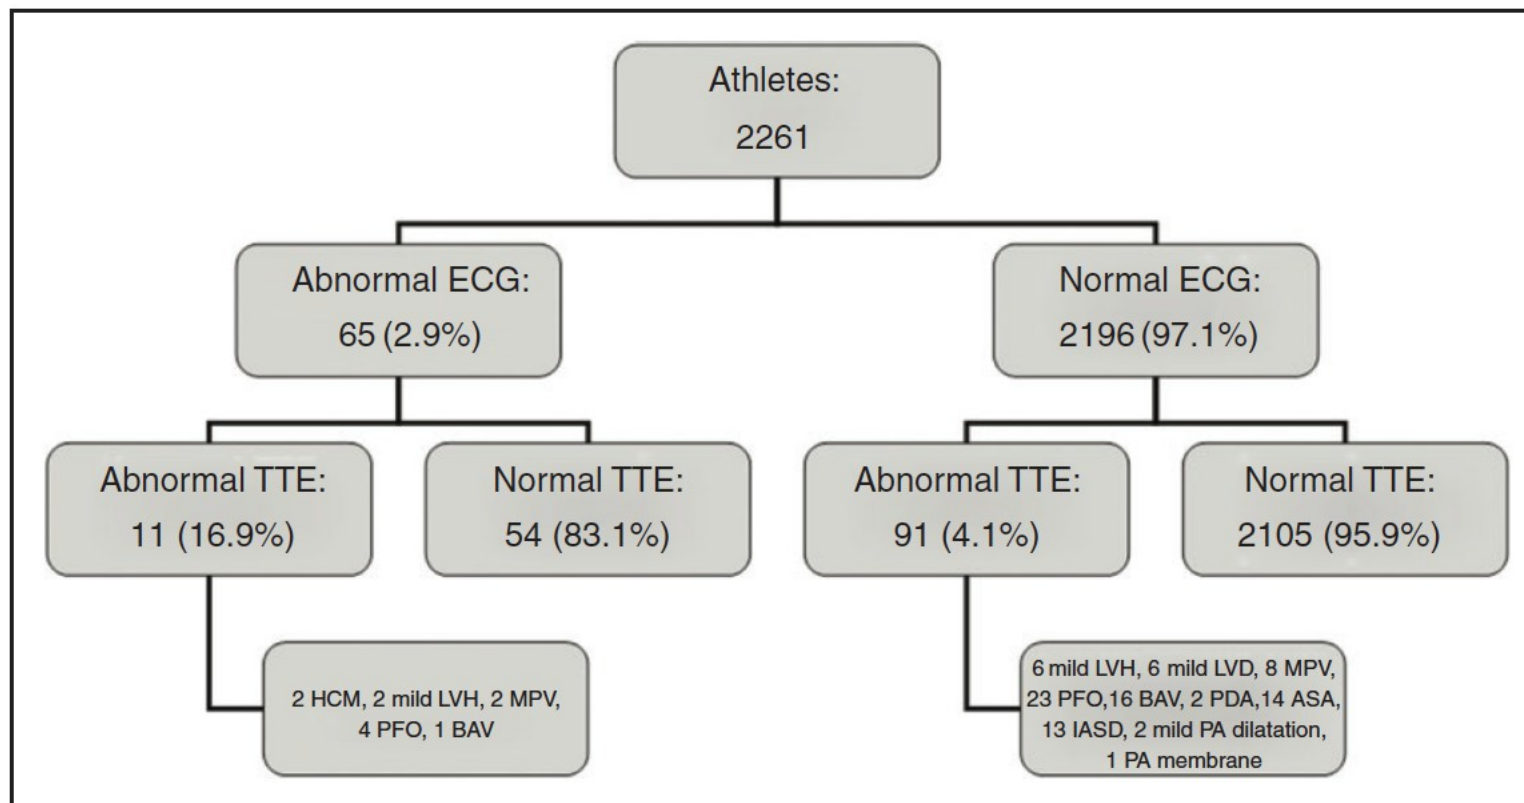 Athletes:
2261
Abnormal ECG:
65 (2.9%)
Normal ECG:
2196 (97.1%)
Abnormal TTE:
11 (16.9%)
Normal TTE:
54 (83.1%)
Abnormal TTE:
91 (4.1%)
Normal TTE:
2105 (95.9%)
2 HCM, 2 mild LVH, 2 MPV,
4 PFO, 1 BAV
6 mild LVH, 6 mild LVD, 8 MPV,
23 PFO,16 BAV, 2 PDA,14 ASA,
13 IASD, 2 mild PA dilatation,
1 PA membrane